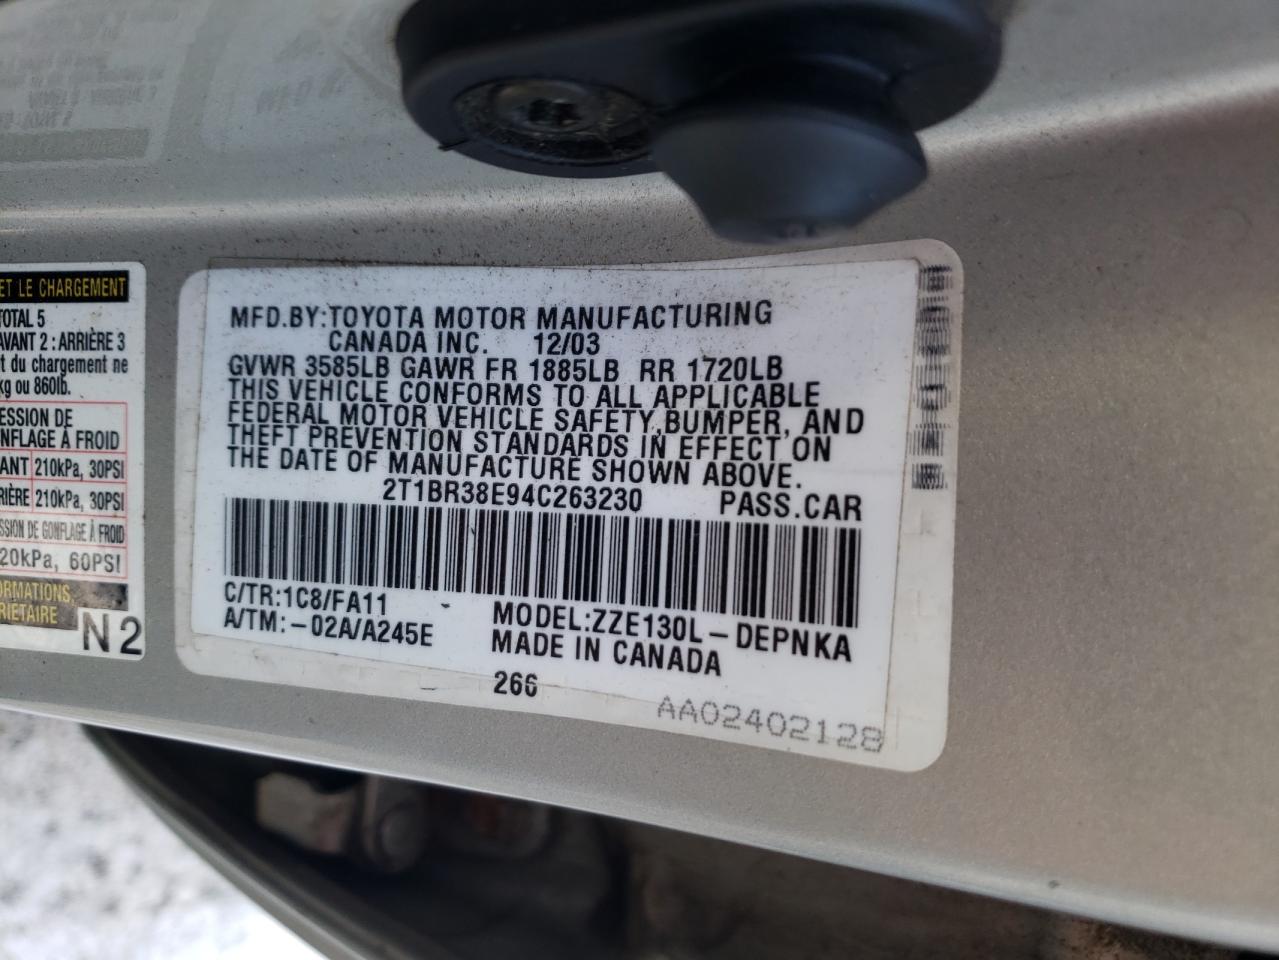 ET LE CHARGEMENT
TOTAL 5
AVANT 2 : ARRIÈRE 3
t du chargement ne
kg ou 860lb.
ESSION DE
NFLAGE À FROID
ANT 210kPa, 30PSI
RIÈRE 210kPa, 30PSI
SSION DE GONFLAGE À FROID
20kPa, 60PSI
ORMATIONS,
RIETAIRE
N2
MFD.BY:TOYOTA MOTOR MANUFACTURING
CANADA INC. 12/03
GVWR 3585LB GAWR FR 1885LB RR 1720LB
THIS VEHICLE CONFORMS TO ALL APPLICABLE
FEDERAL MOTOR VEHICLE SAFETY,BUMPER, AND
THEFT PREVENTION STANDARDS IN EFFECT ON
THE DATE OF MANUFACTURE SHOWN ABOVE.
2T1BR38E94C263230 PASS.CAR
C/TR:1C8/FA11
A/TM:-02A/A245E
MODEL:ZZE130L-DEPNKA
MADE IN CANADA
266
AA02402128